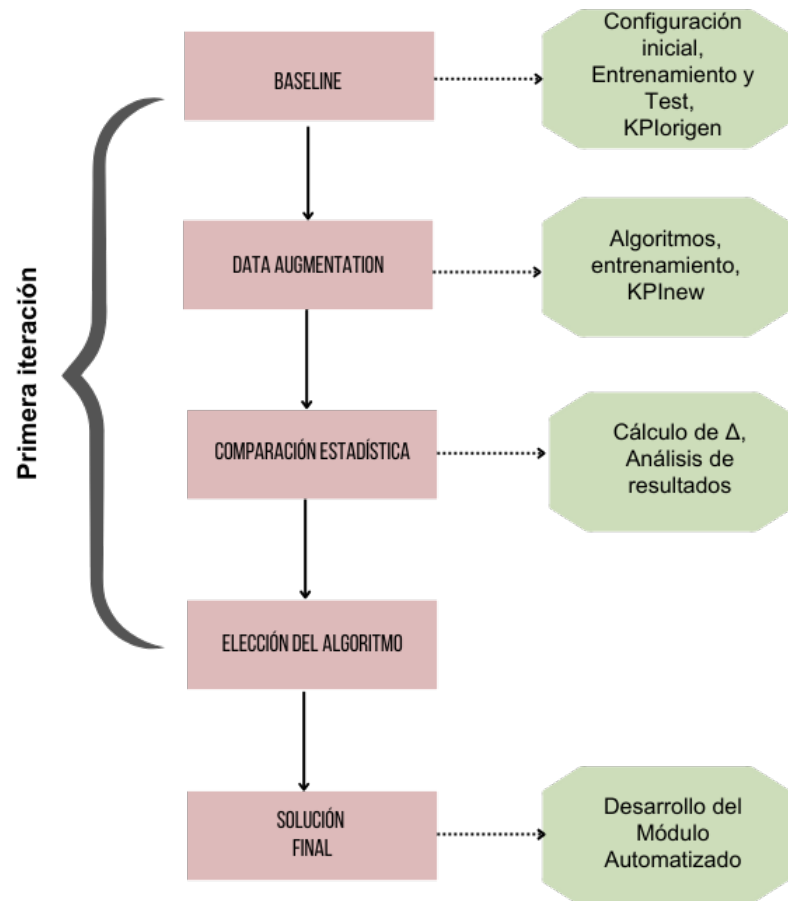 Configuración
inicial,
Entrenamiento y
Test,
KPIorigen
BASELINE
Algoritmos,
entrenamiento,
KPInew
DATA AUGMENTATION
Primera iteración
Cálculo de Δ,
Análisis de
resultados
COMPARACIÓN ESTADÍSTICA
ELECCIÓN DEL ALGORITMO
SOLUCIÓN
FINAL
Desarrollo del
Módulo
Automatizado